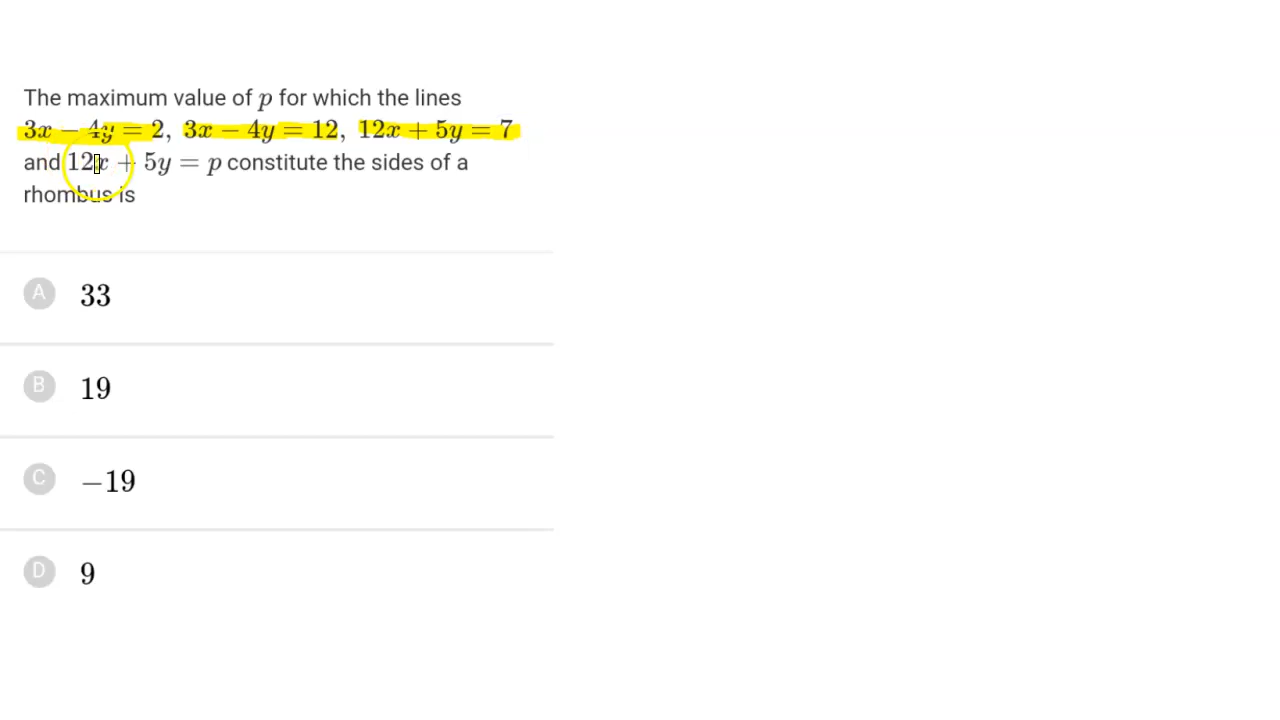 The maximum value of p for which the lines
3x − 4y = 2, 3x − 4y = 12, 12x + 5y = 7
and 12x + 5y = p constitute the sides of a
rhombus is
A 33
B 19
C −19
D 9